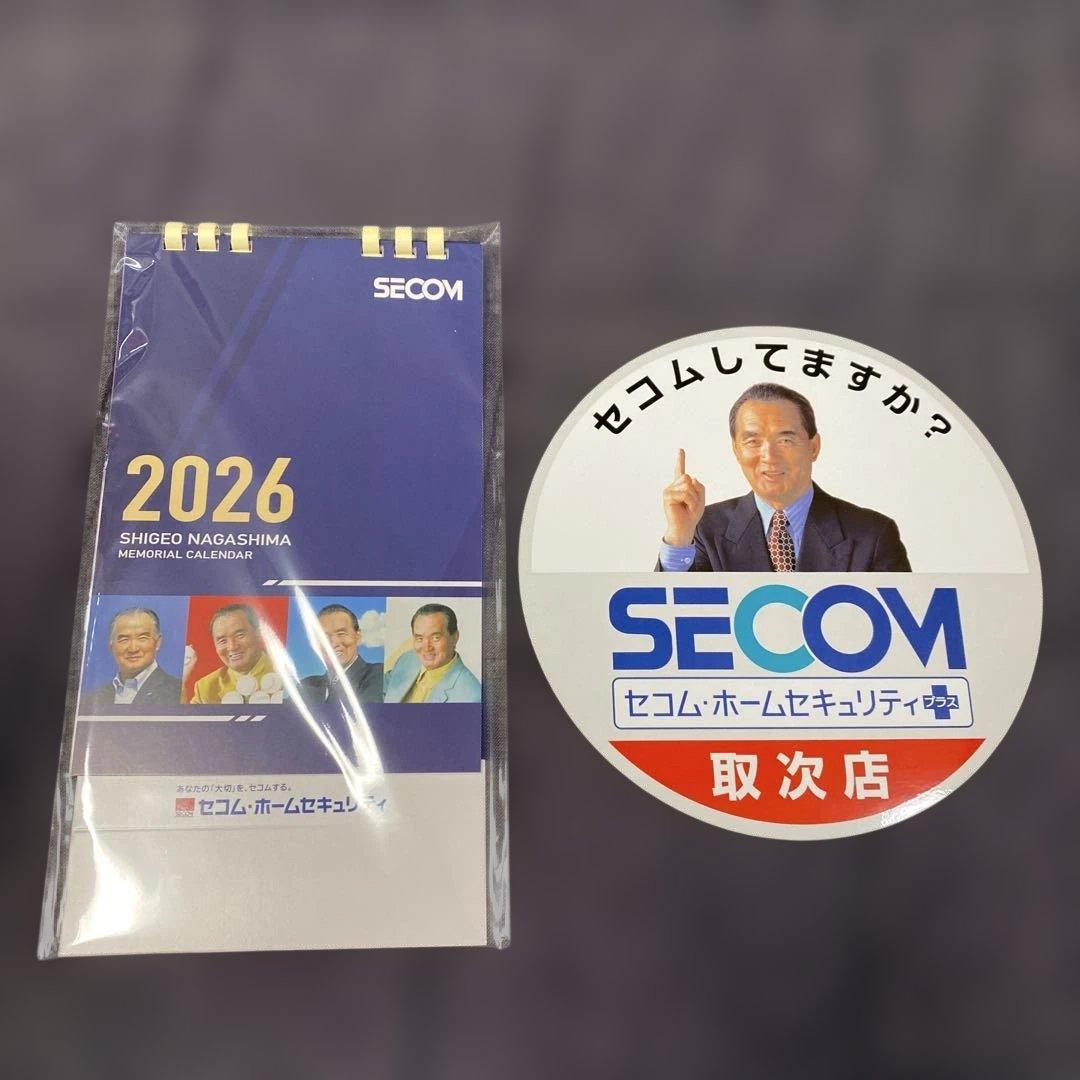 SECOM
2026
SHIGEO NAGASHIMA
MEMORIAL CALENDAR
あなたの「大切」を、セコムする。
セコム・ホームセキュリティ
セコムしてますか?
SECOM
セコム・ホームセキュリティプラス
取次店